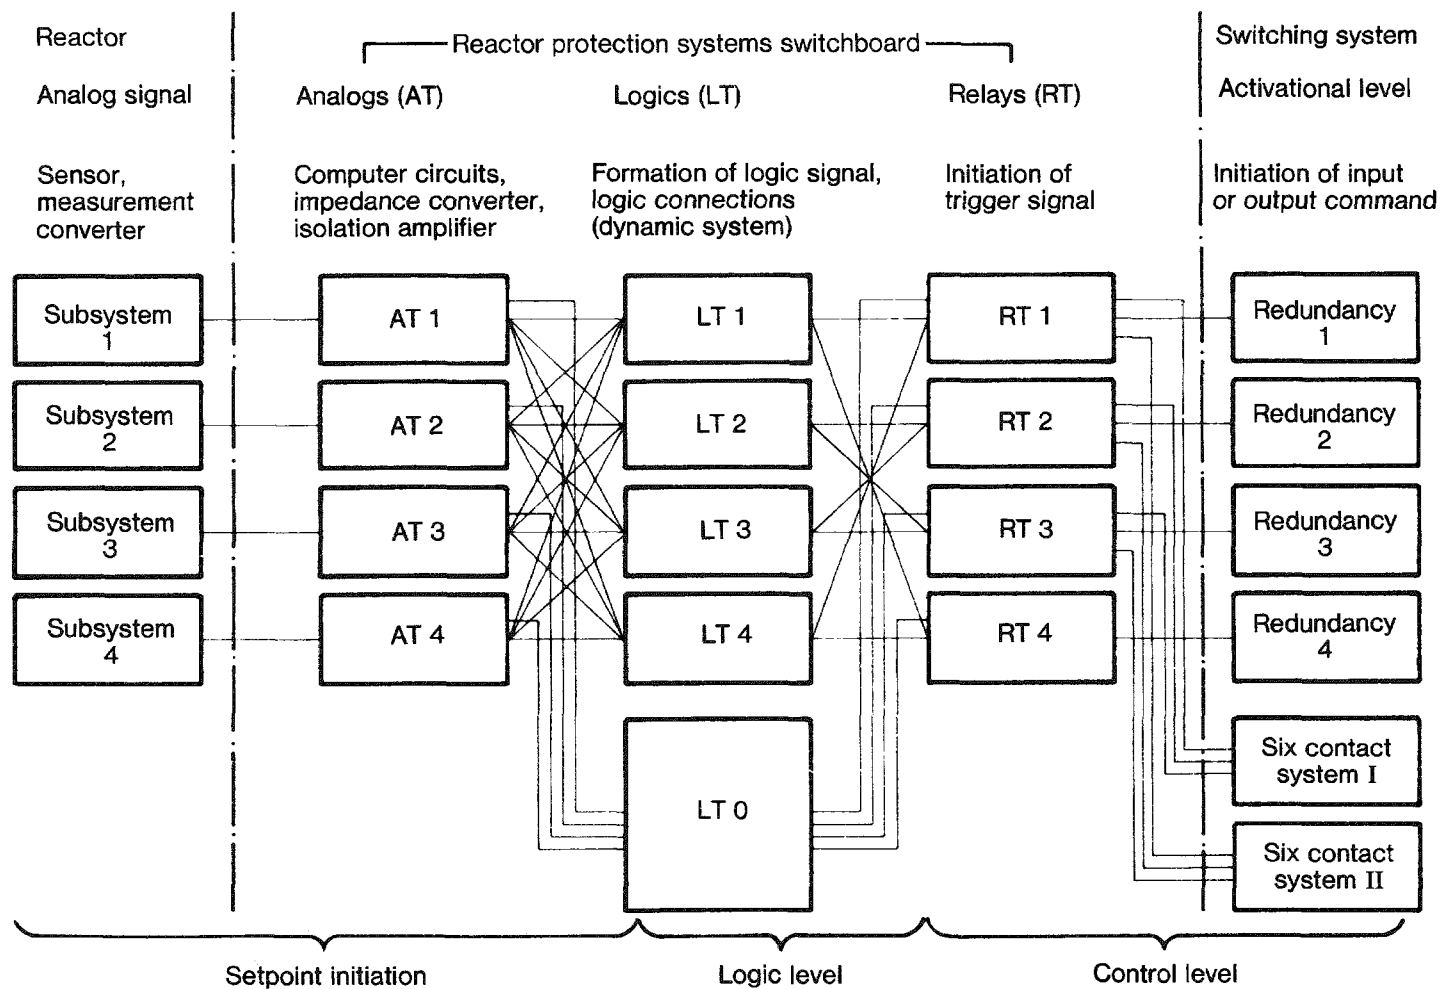 Reactor
Reactor protection systems switchboard
Switching system
Analog signal
Analogs (AT)
Logics (LT)
Relays (RT)
Activational level
Sensor,
measurement
converter
Computer circuits,
impedance converter,
isolation amplifier
Formation of logic signal,
logic connections
(dynamic system)
Initiation of
trigger signal
Initiation of input
or output command
Subsystem
1
AT 1
LT 1
RT 1
Redundancy
1
Subsystem
2
AT 2
LT 2
RT 2
Redundancy
2
Subsystem
3
AT 3
LT 3
RT 3
Redundancy
3
Subsystem
4
AT 4
LT 4
RT 4
Redundancy
4
LT 0
Six contact
system I
Six contact
system II
Setpoint initiation
Logic level
Control level